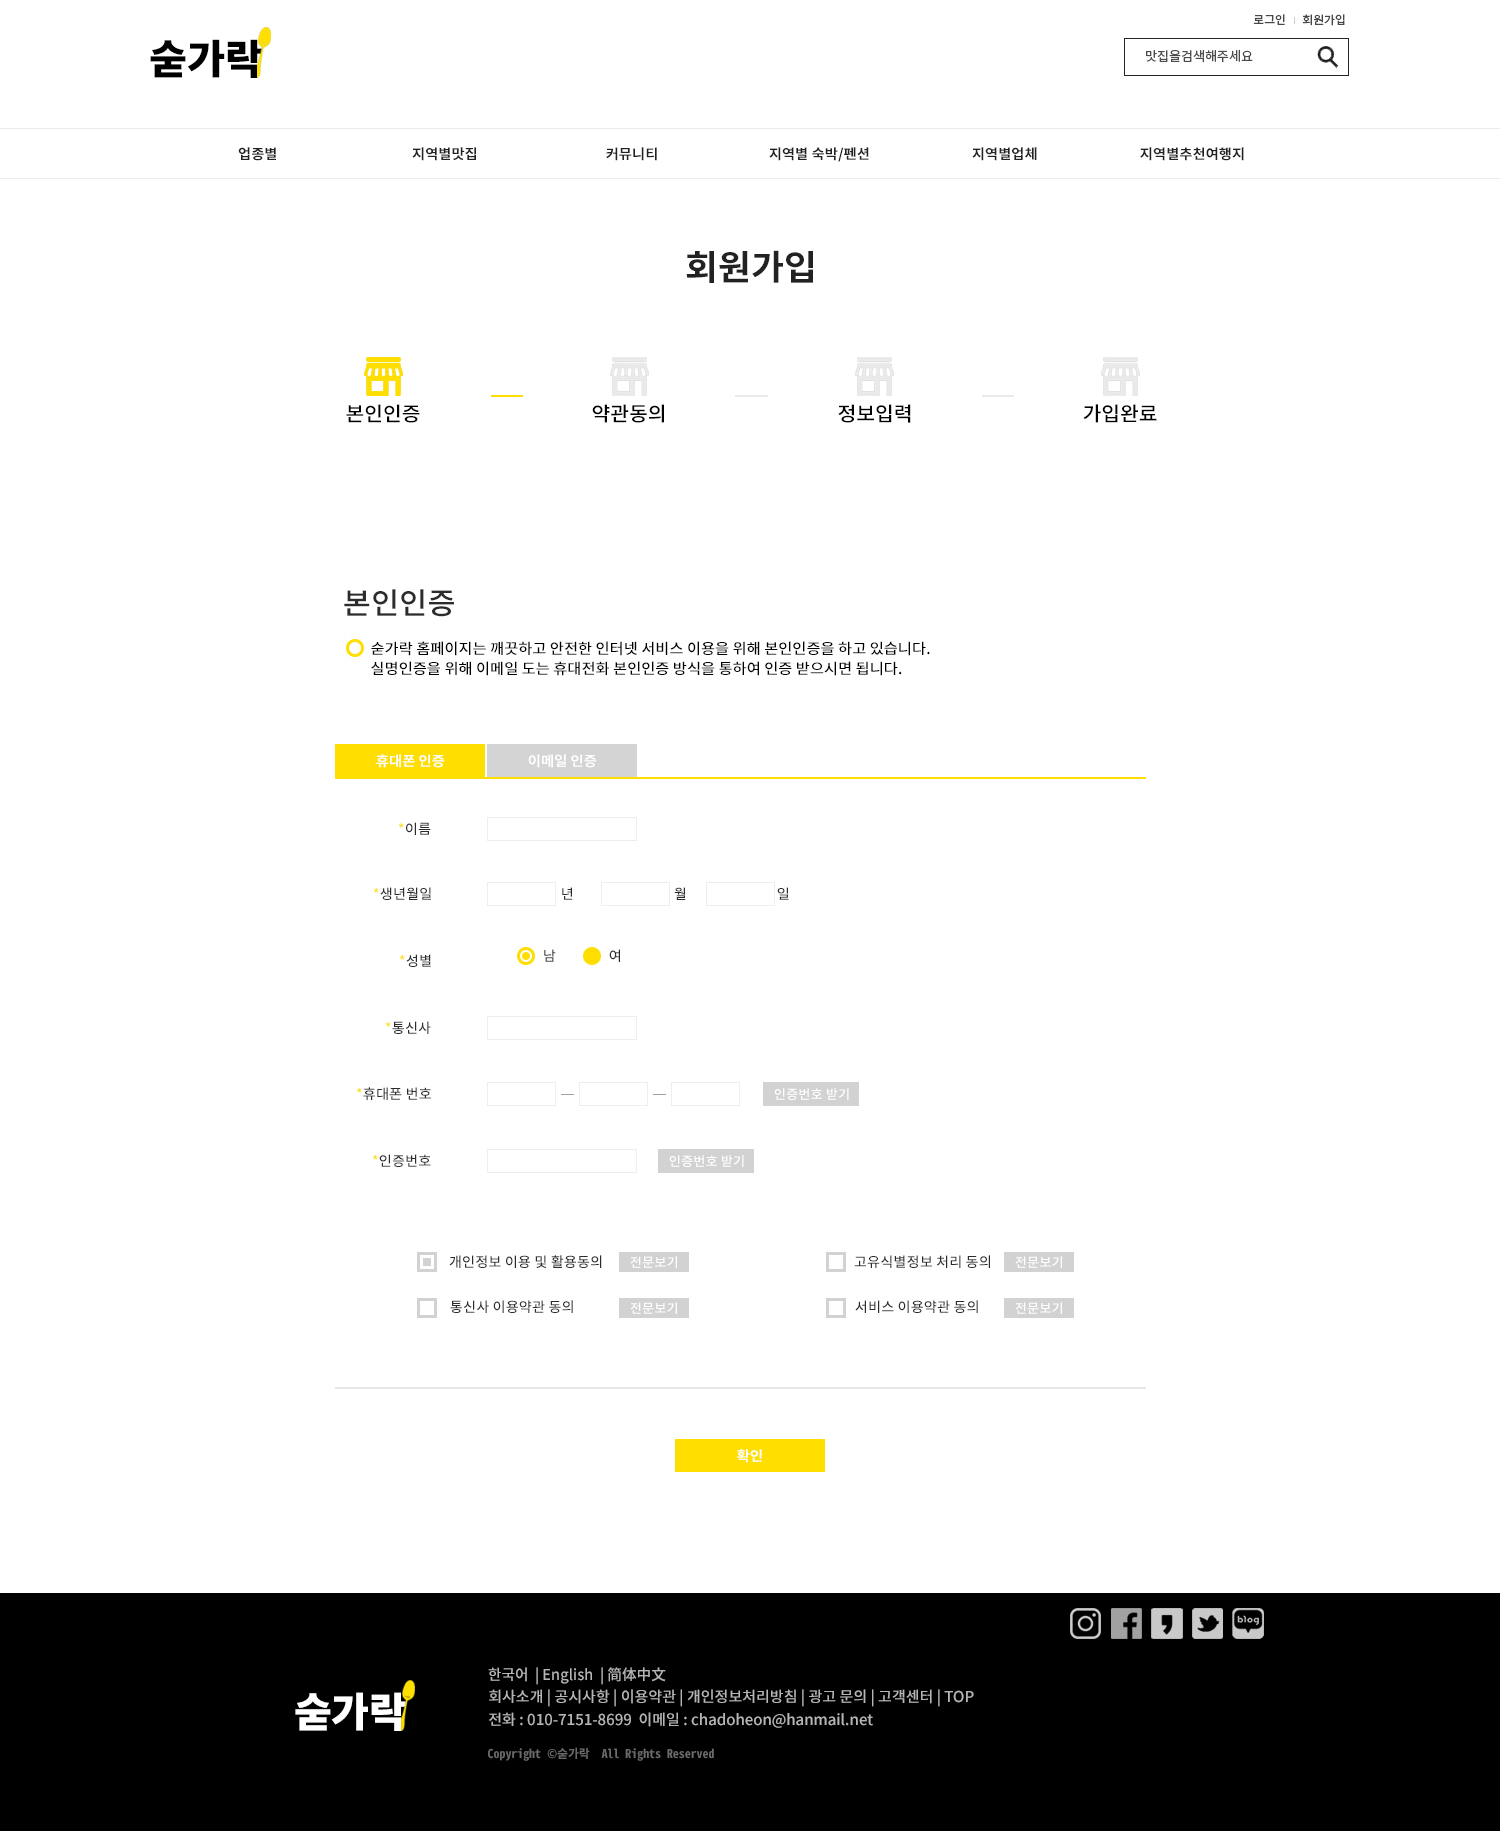 로그인 회원가입
숟가락
맛집을검색해주세요
업종별 지역별맛집 커뮤니티 지역별 숙박/펜션 지역별업체 지역별추천여행지
회원가입
본인인증 약관동의 정보입력 가입완료
본인인증
숟가락 홈페이지는 깨끗하고 안전한 인터넷 서비스 이용을 위해 본인인증을 하고 있습니다.
실명인증을 위해 이메일 도는 휴대전화 본인인증 방식을 통하여 인증 받으시면 됩니다.
휴대폰 인증 이메일 인증
*이름
*생년월일 년 월 일
*성별 남 여
*통신사
*휴대폰 번호 — — 인증번호 받기
*인증번호 인증번호 받기
개인정보 이용 및 활용동의 전문보기 고유식별정보 처리 동의 전문보기
통신사 이용약관 동의 전문보기 서비스 이용약관 동의 전문보기
확인
blog
한국어 | English | 简体中文
숟가락
회사소개 | 공시사항 | 이용약관 | 개인정보처리방침 | 광고 문의 | 고객센터 | TOP
전화 : 010-7151-8699 이메일 : chadoheon@hanmail.net
Copyright ©숟가락 All Rights Reserved